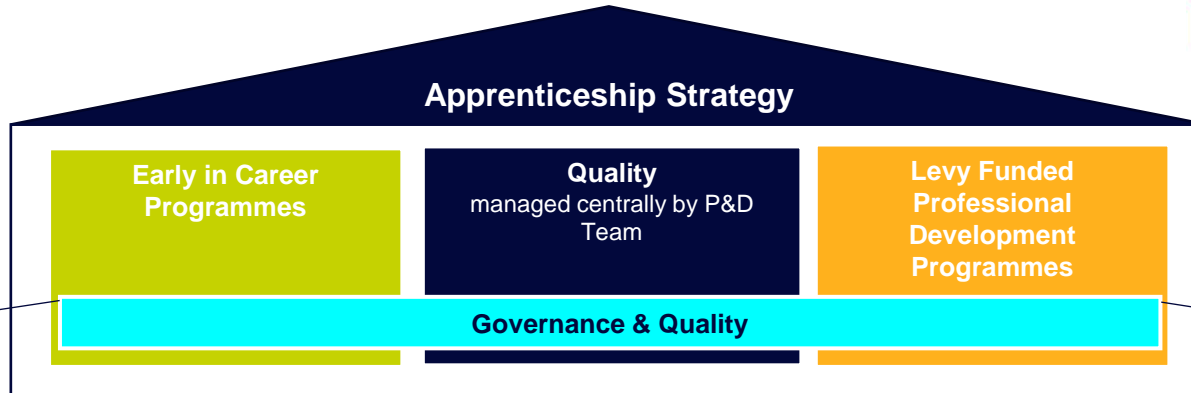 Apprenticeship Strategy
Early in Career
Programmes
Quality
managed centrally by P&D
Team
Levy Funded
Professional
Development
Programmes
Governance & Quality